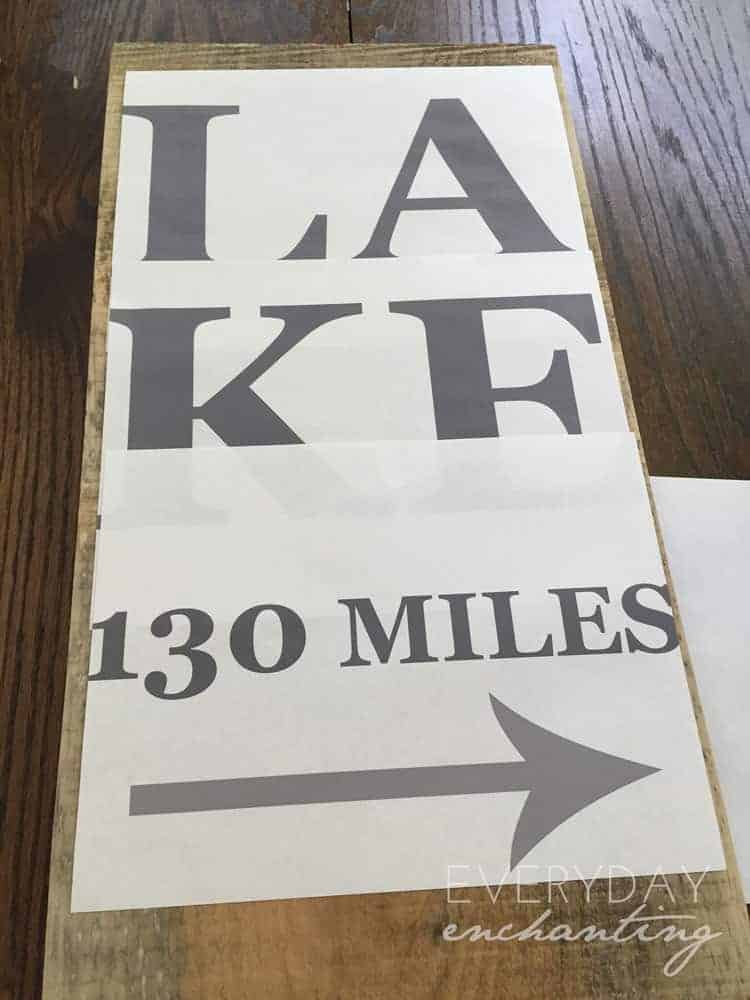 LA
KE
130 MILES
EVERYDAY
enchanting